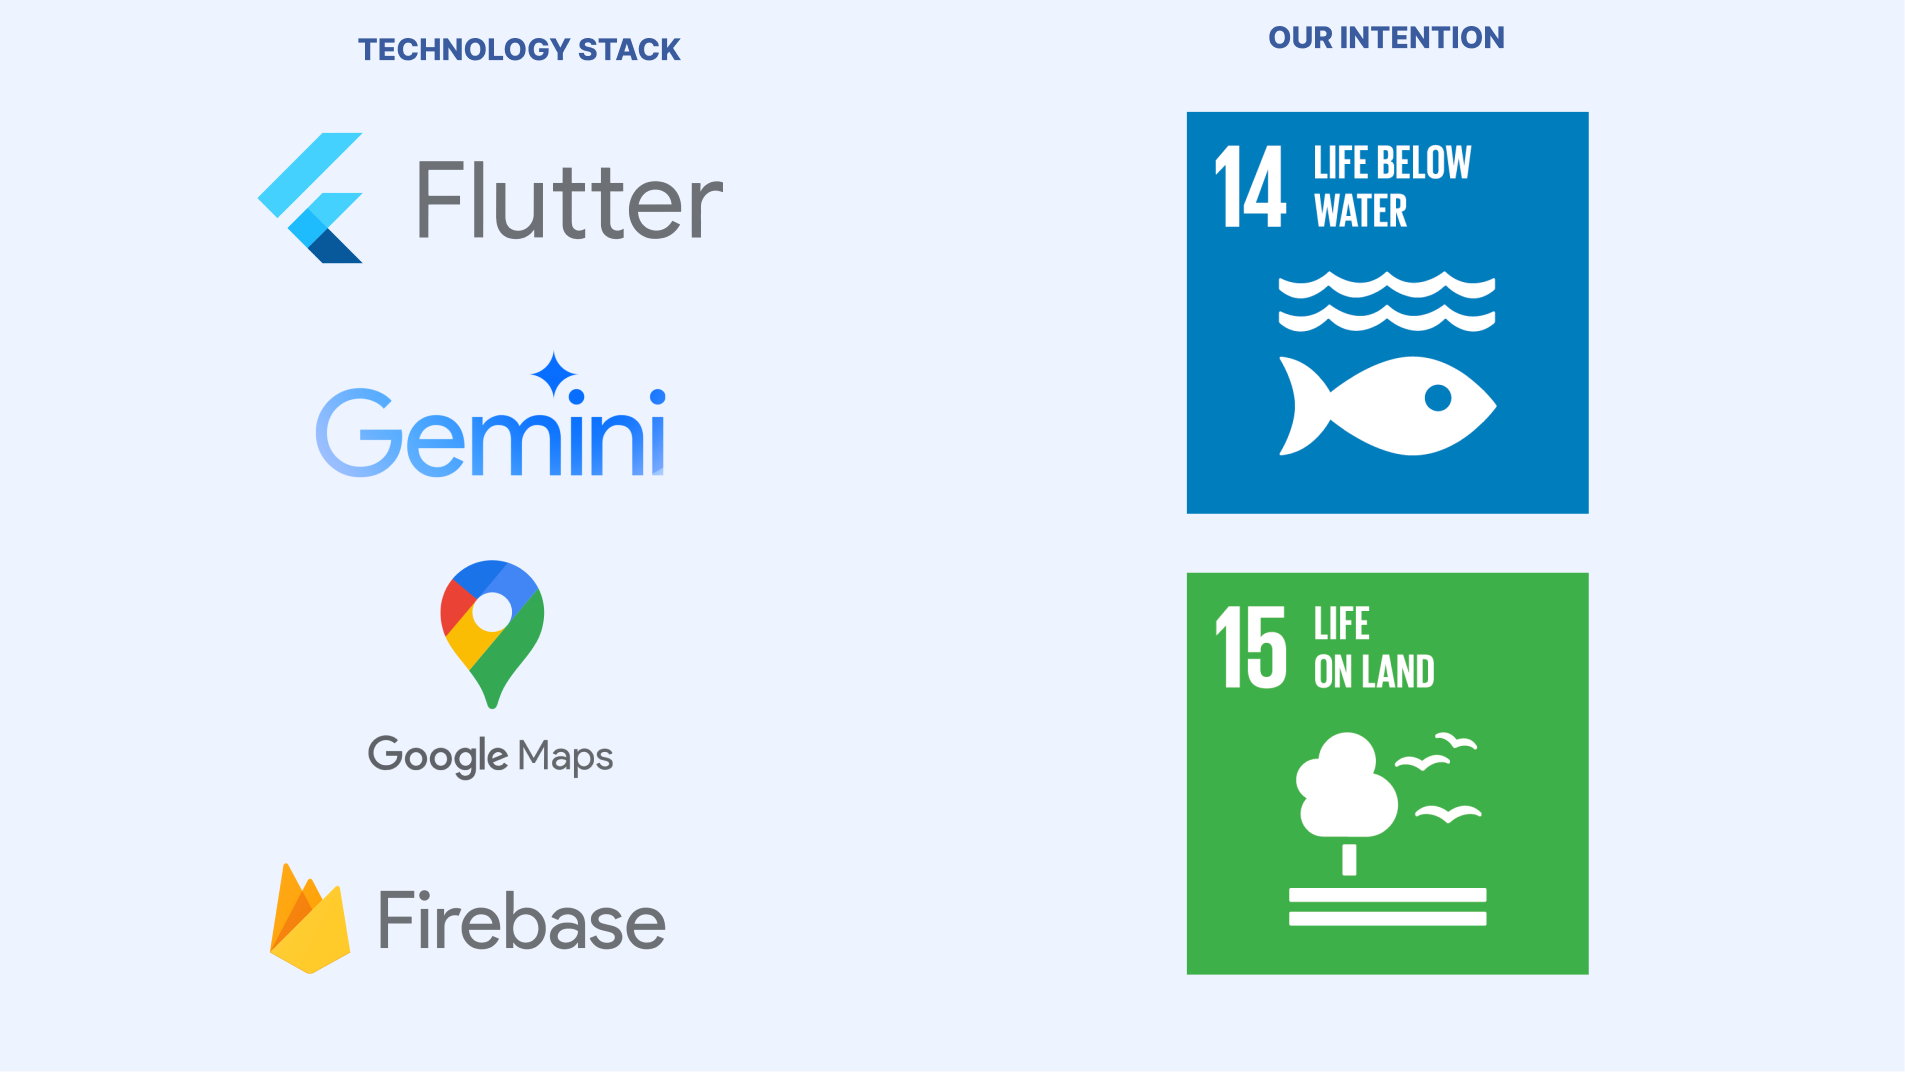 TECHNOLOGY STACK
Flutter
Gemini
Google Maps
Firebase
OUR INTENTION
14 LIFE BELOW
WATER
15 LIFE
ON LAND